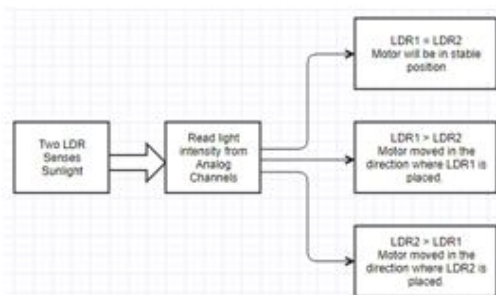 Two LDR
Senses
Sunlight
Read light
intensity from
Analog
Channels
LDR1 = LDR2
Motor will be in stable
position
LDR1 > LDR2
Motor moved in the
direction where LDR1 is
placed.
LDR2 > LDR1
Motor moved in the
direction where LDR2 is
placed.